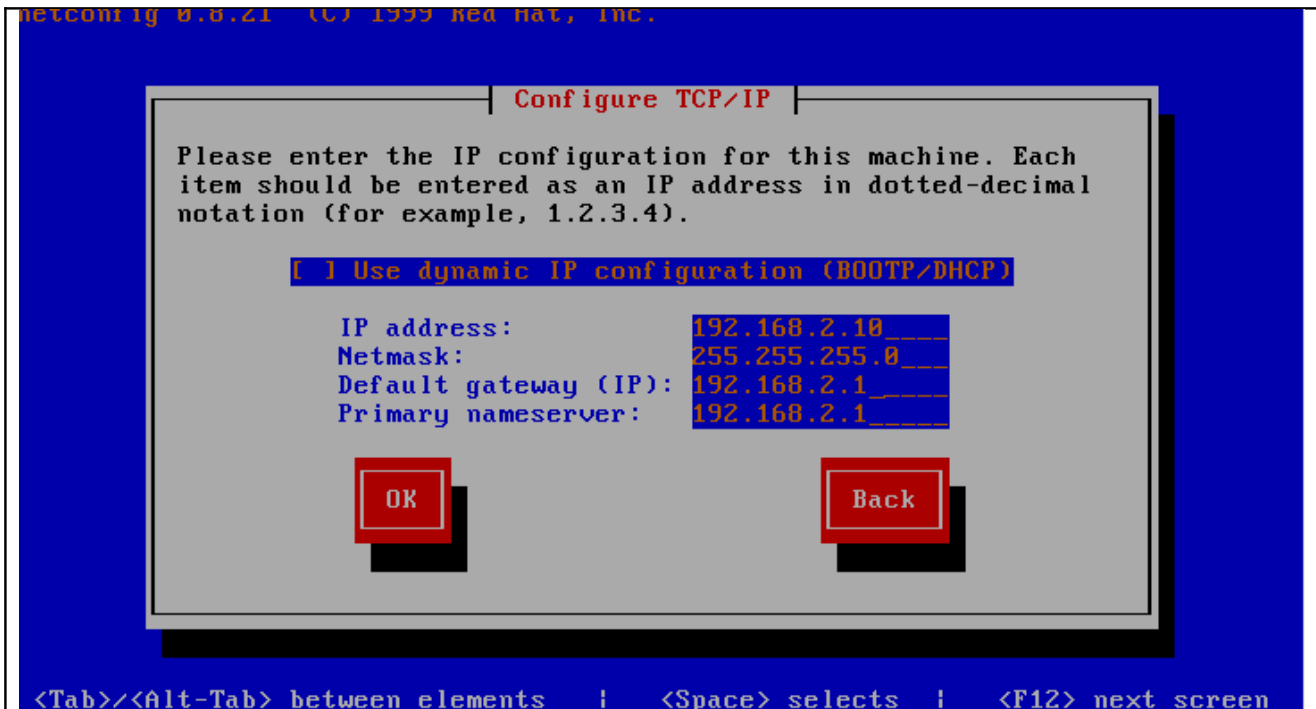 netconfig 0.8.21 (C) 1999 Red Hat, Inc.
Configure TCP/IP
Please enter the IP configuration for this machine. Each
item should be entered as an IP address in dotted-decimal
notation (for example, 1.2.3.4).
[ ] Use dynamic IP configuration (BOOTP/DHCP)
IP address: 192.168.2.10____
Netmask: 255.255.255.0___
Default gateway (IP): 192.168.2.1_____
Primary nameserver: 192.168.2.1_____
OK Back
<Tab>/<Alt-Tab> between elements | <Space> selects | <F12> next screen